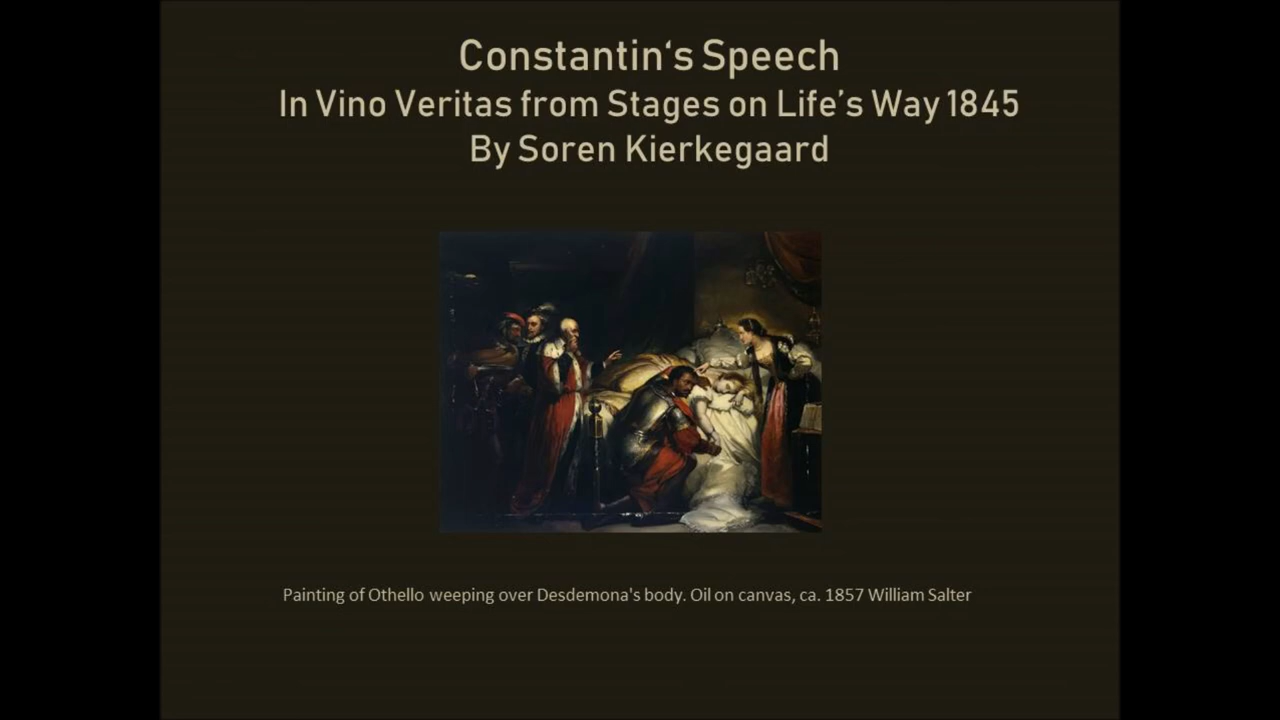 Constantin‘s Speech
In Vino Veritas from Stages on Life’s Way 1845
By Soren Kierkegaard
Painting of Othello weeping over Desdemona's body. Oil on canvas, ca. 1857 William Salter